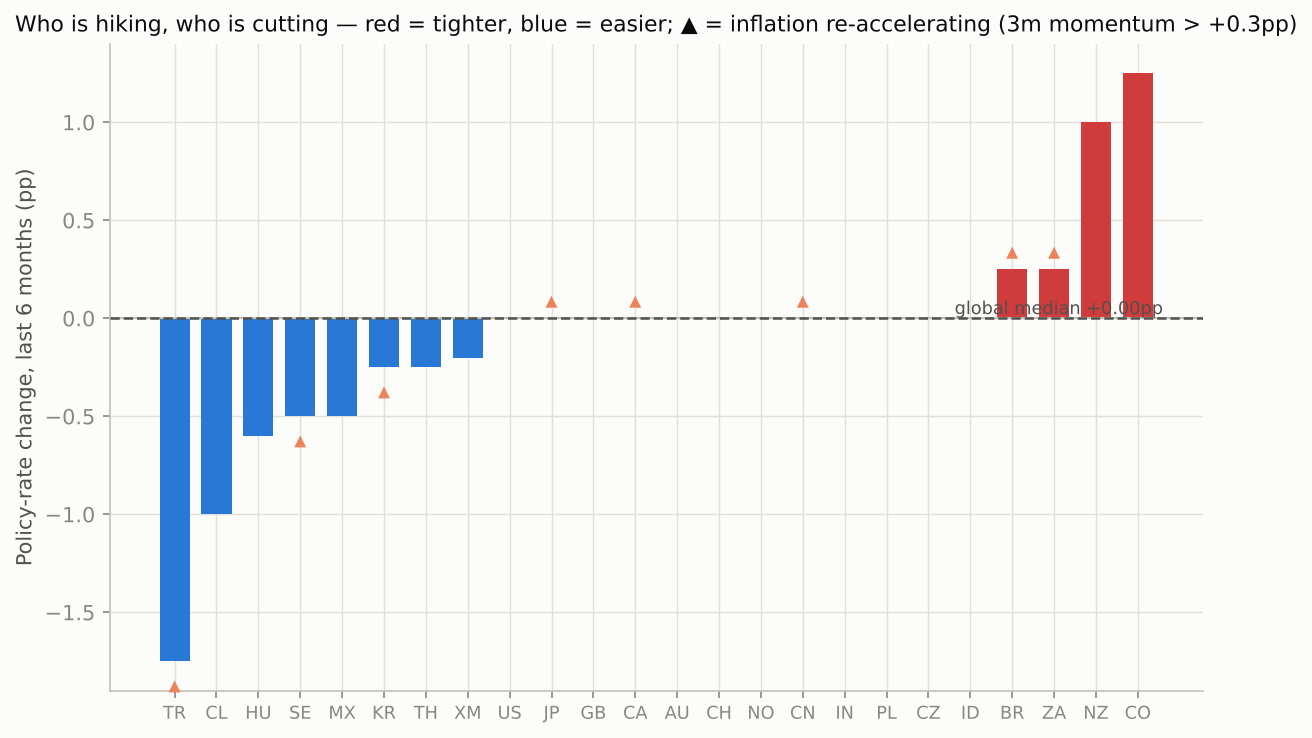 Who is hiking, who is cutting — red = tighter, blue = easier; ▲ = inflation re-accelerating (3m momentum > +0.3pp)
Policy-rate change, last 6 months (pp)
1.0
0.5
0.0
−0.5
−1.0
−1.5
global median +0.00pp
TR CL HU SE MX KR TH XM US JP GB CA AU CH NO CN IN PL CZ ID BR ZA NZ CO